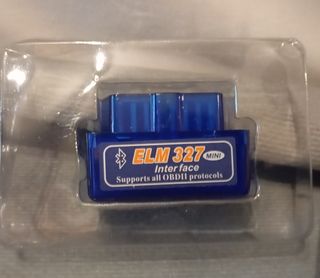 ELM 327 MINI
Interface
Supports all OBDII protocols